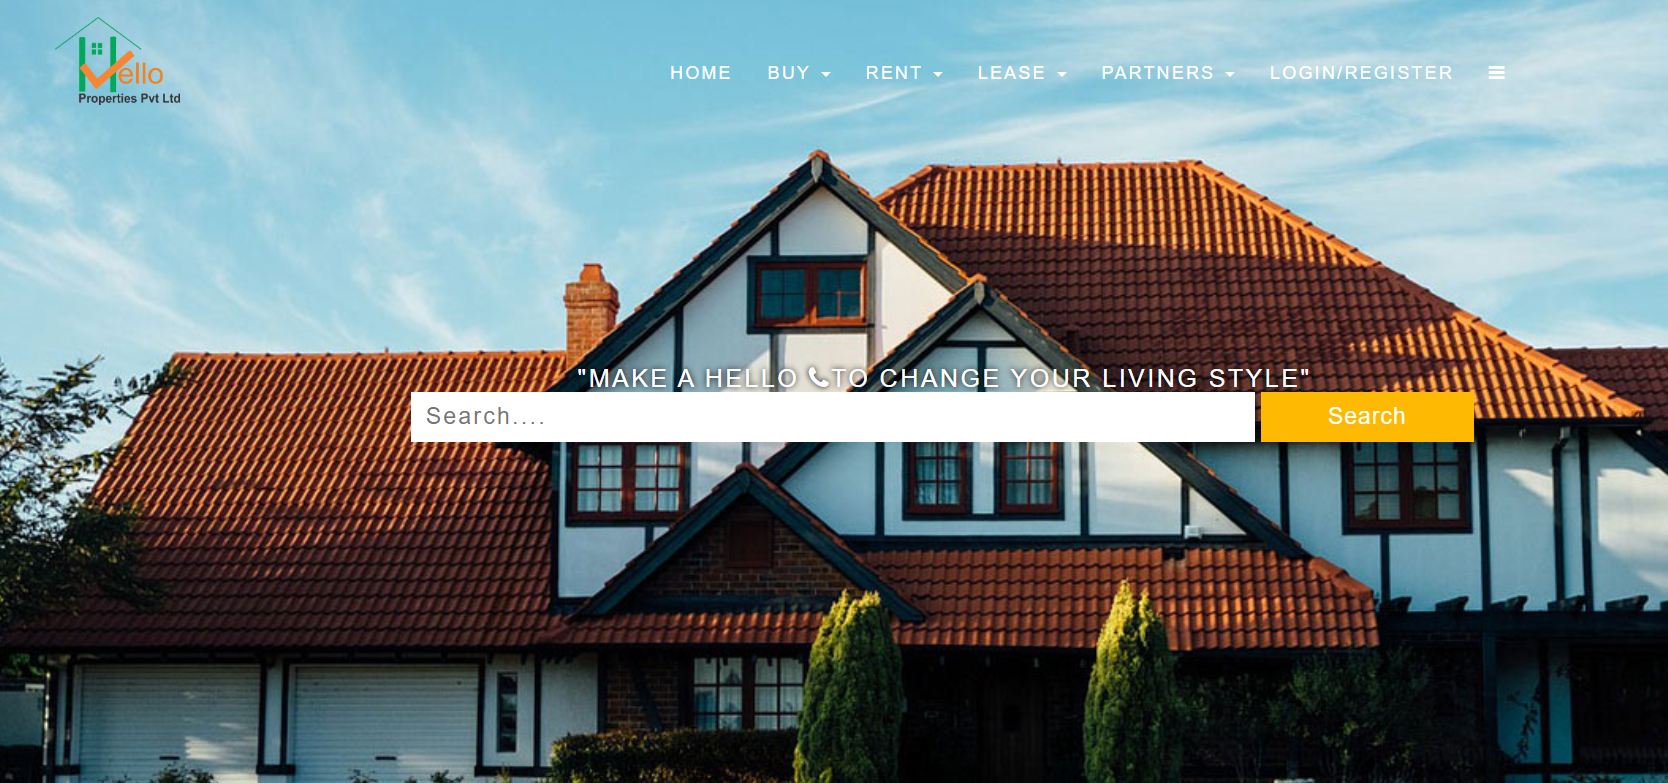 Hello
Properties Pvt Ltd
HOME BUY RENT LEASE PARTNERS LOGIN/REGISTER
"MAKE A HELLO TO CHANGE YOUR LIVING STYLE"
Search....
Search